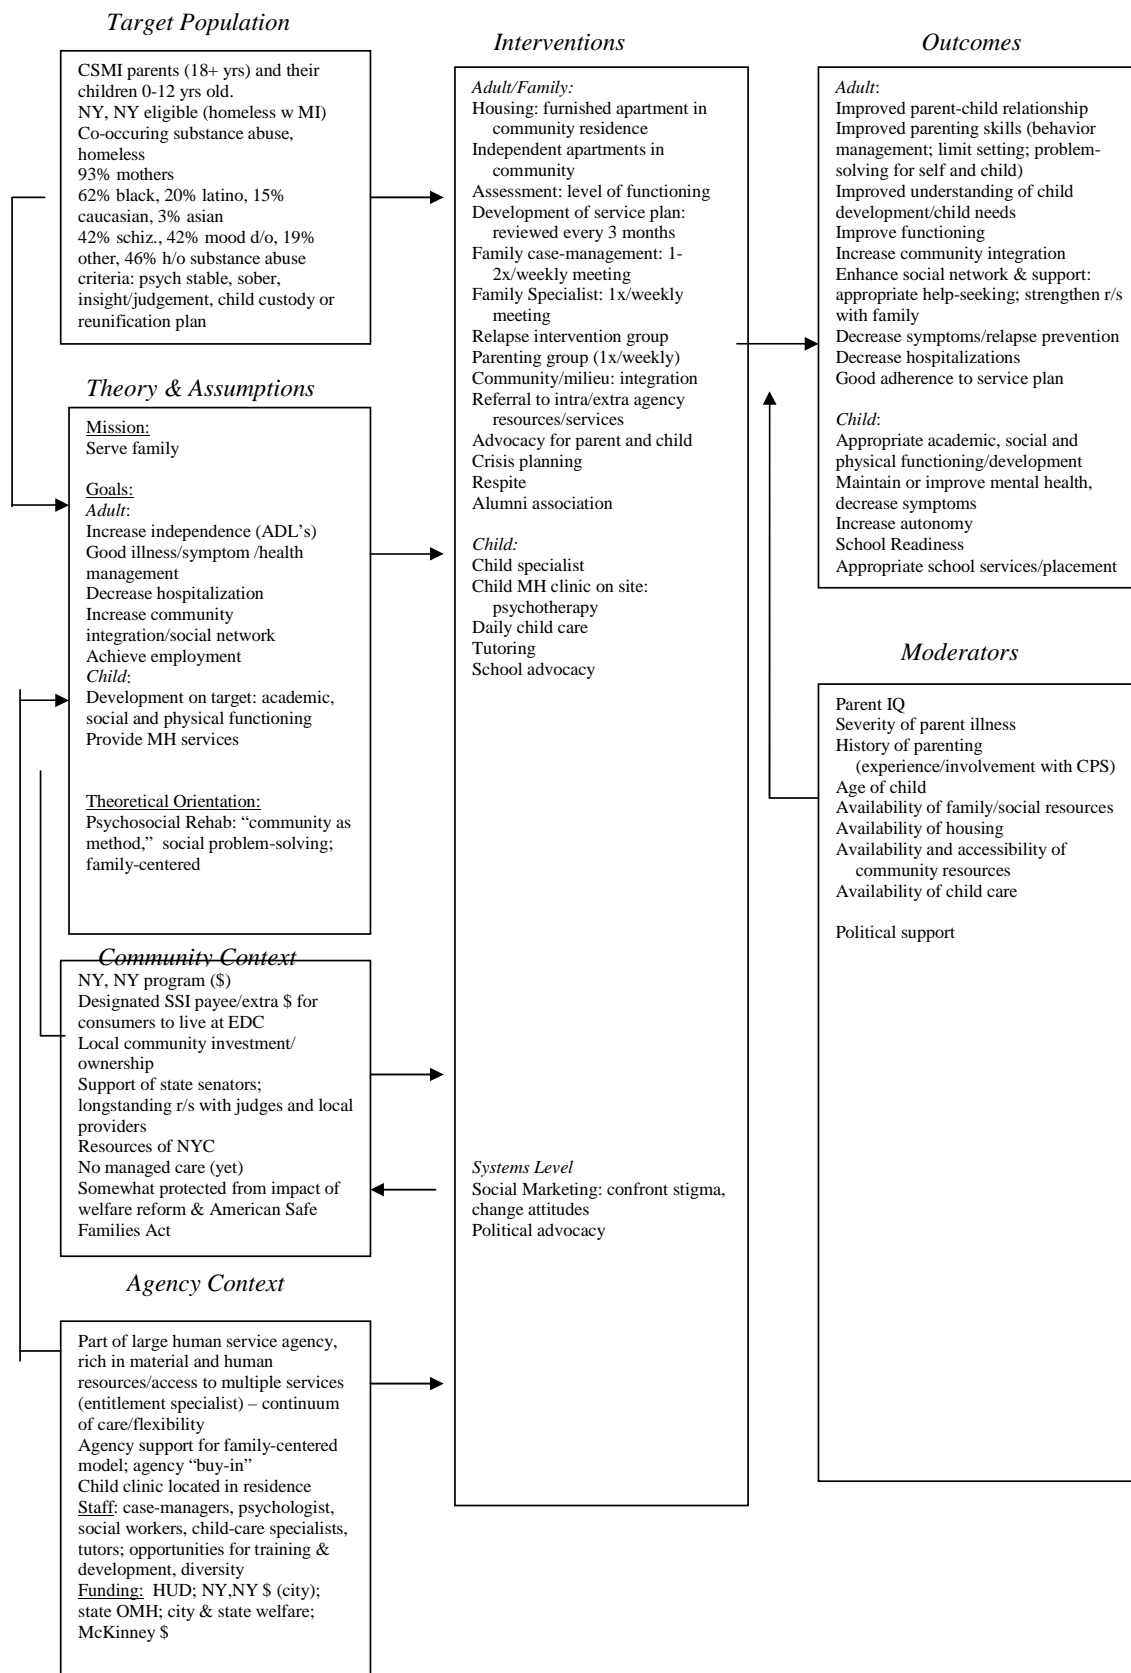 Target Population
CSMI parents (18+ yrs) and their
children 0-12 yrs old.
NY, NY eligible (homeless w MI)
Co-occuring substance abuse,
homeless
93% mothers
62% black, 20% latino, 15%
caucasian, 3% asian
42% schiz., 42% mood d/o, 19%
other, 46% h/o substance abuse
criteria: psych stable, sober,
insight/judgement, child custody or
reunification plan
Theory & Assumptions
Mission:
Serve family
Goals:
Adult:
Increase independence (ADL's)
Good illness/symptom /health
management
Decrease hospitalization
Increase community
integration/social network
Achieve employment
Child:
Development on target: academic,
social and physical functioning
Provide MH services
Theoretical Orientation:
Psychosocial Rehab: “community as
method,” social problem-solving;
family-centered
Community Context
NY, NY program ($)
Designated SSI payee/extra $ for
consumers to live at EDC
Local community investment/
ownership
Support of state senators;
longstanding r/s with judges and local
providers
Resources of NYC
No managed care (yet)
Somewhat protected from impact of
welfare reform & American Safe
Families Act
Agency Context
Part of large human service agency,
rich in material and human
resources/access to multiple services
(entitlement specialist) – continuum
of care/flexibility
Agency support for family-centered
model; agency “buy-in”
Child clinic located in residence
Staff: case-managers, psychologist,
social workers, child-care specialists,
tutors; opportunities for training &
development, diversity
Funding: HUD; NY,NY $ (city);
state OMH; city & state welfare;
McKinney $
Interventions
Adult/Family:
Housing: furnished apartment in
community residence
Independent apartments in
community
Assessment: level of functioning
Development of service plan:
reviewed every 3 months
Family case-management: 1-
2x/weekly meeting
Family Specialist: 1x/weekly
meeting
Relapse intervention group
Parenting group (1x/weekly)
Community/milieu: integration
Referral to intra/extra agency
resources/services
Advocacy for parent and child
Crisis planning
Respite
Alumni association
Child:
Child specialist
Child MH clinic on site:
psychotherapy
Daily child care
Tutoring
School advocacy
Systems Level
Social Marketing: confront stigma,
change attitudes
Political advocacy
Outcomes
Adult:
Improved parent-child relationship
Improved parenting skills (behavior
management; limit setting; problem-
solving for self and child)
Improved understanding of child
development/child needs
Improve functioning
Increase community integration
Enhance social network & support:
appropriate help-seeking; strengthen r/s
with family
Decrease symptoms/relapse prevention
Decrease hospitalizations
Good adherence to service plan
Child:
Appropriate academic, social and
physical functioning/development
Maintain or improve mental health,
decrease symptoms
Increase autonomy
School Readiness
Appropriate school services/placement
Moderators
Parent IQ
Severity of parent illness
History of parenting
(experience/involvement with CPS)
Age of child
Availability of family/social resources
Availability of housing
Availability and accessibility of
community resources
Availability of child care
Political support